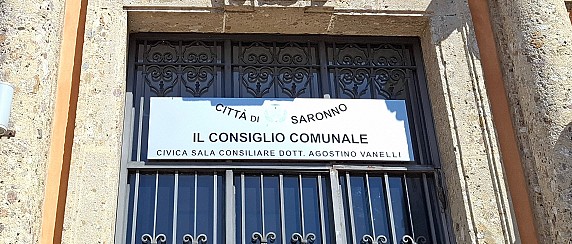 CITTÀ DI SARONNO
IL CONSIGLIO COMUNALE
CIVICA SALA CONSILIARE DOTT. AGOSTINO VANELLI